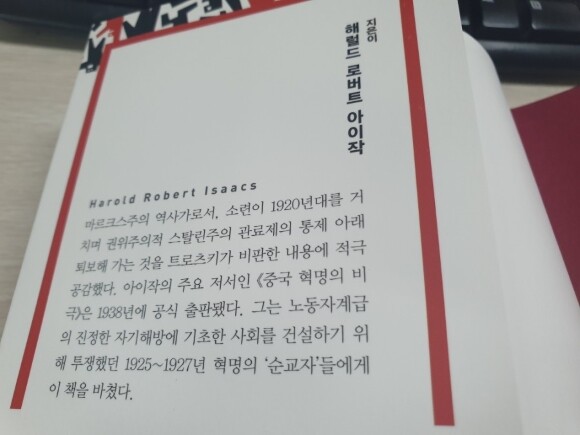 지은이
해럴드 로버트 아이작
Harold Robert Isaacs
마르크스주의 역사가로서, 소련이 1920년대를 거
치며 권위주의적 스탈린주의 관료제의 통제 아래
퇴보해 가는 것을 트로츠키가 비판한 내용에 적극
공감했다. 아이작의 주요 저서인 《중국 혁명의 비
극》은 1938년에 공식 출판됐다. 그는 노동자계급
의 진정한 자기해방에 기초한 사회를 건설하기 위
해 투쟁했던 1925~1927년 혁명의 ‘순교자’들에게
이 책을 바쳤다.